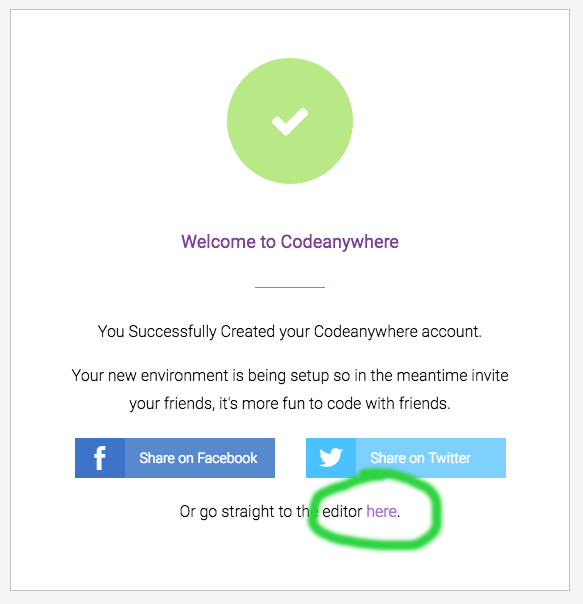 Welcome to Codeanywhere
You Successfully Created your Codeanywhere account.
Your new environment is being setup so in the meantime invite
your friends, it's more fun to code with friends.
f Share on Facebook
Share on Twitter
Or go straight to the editor here.